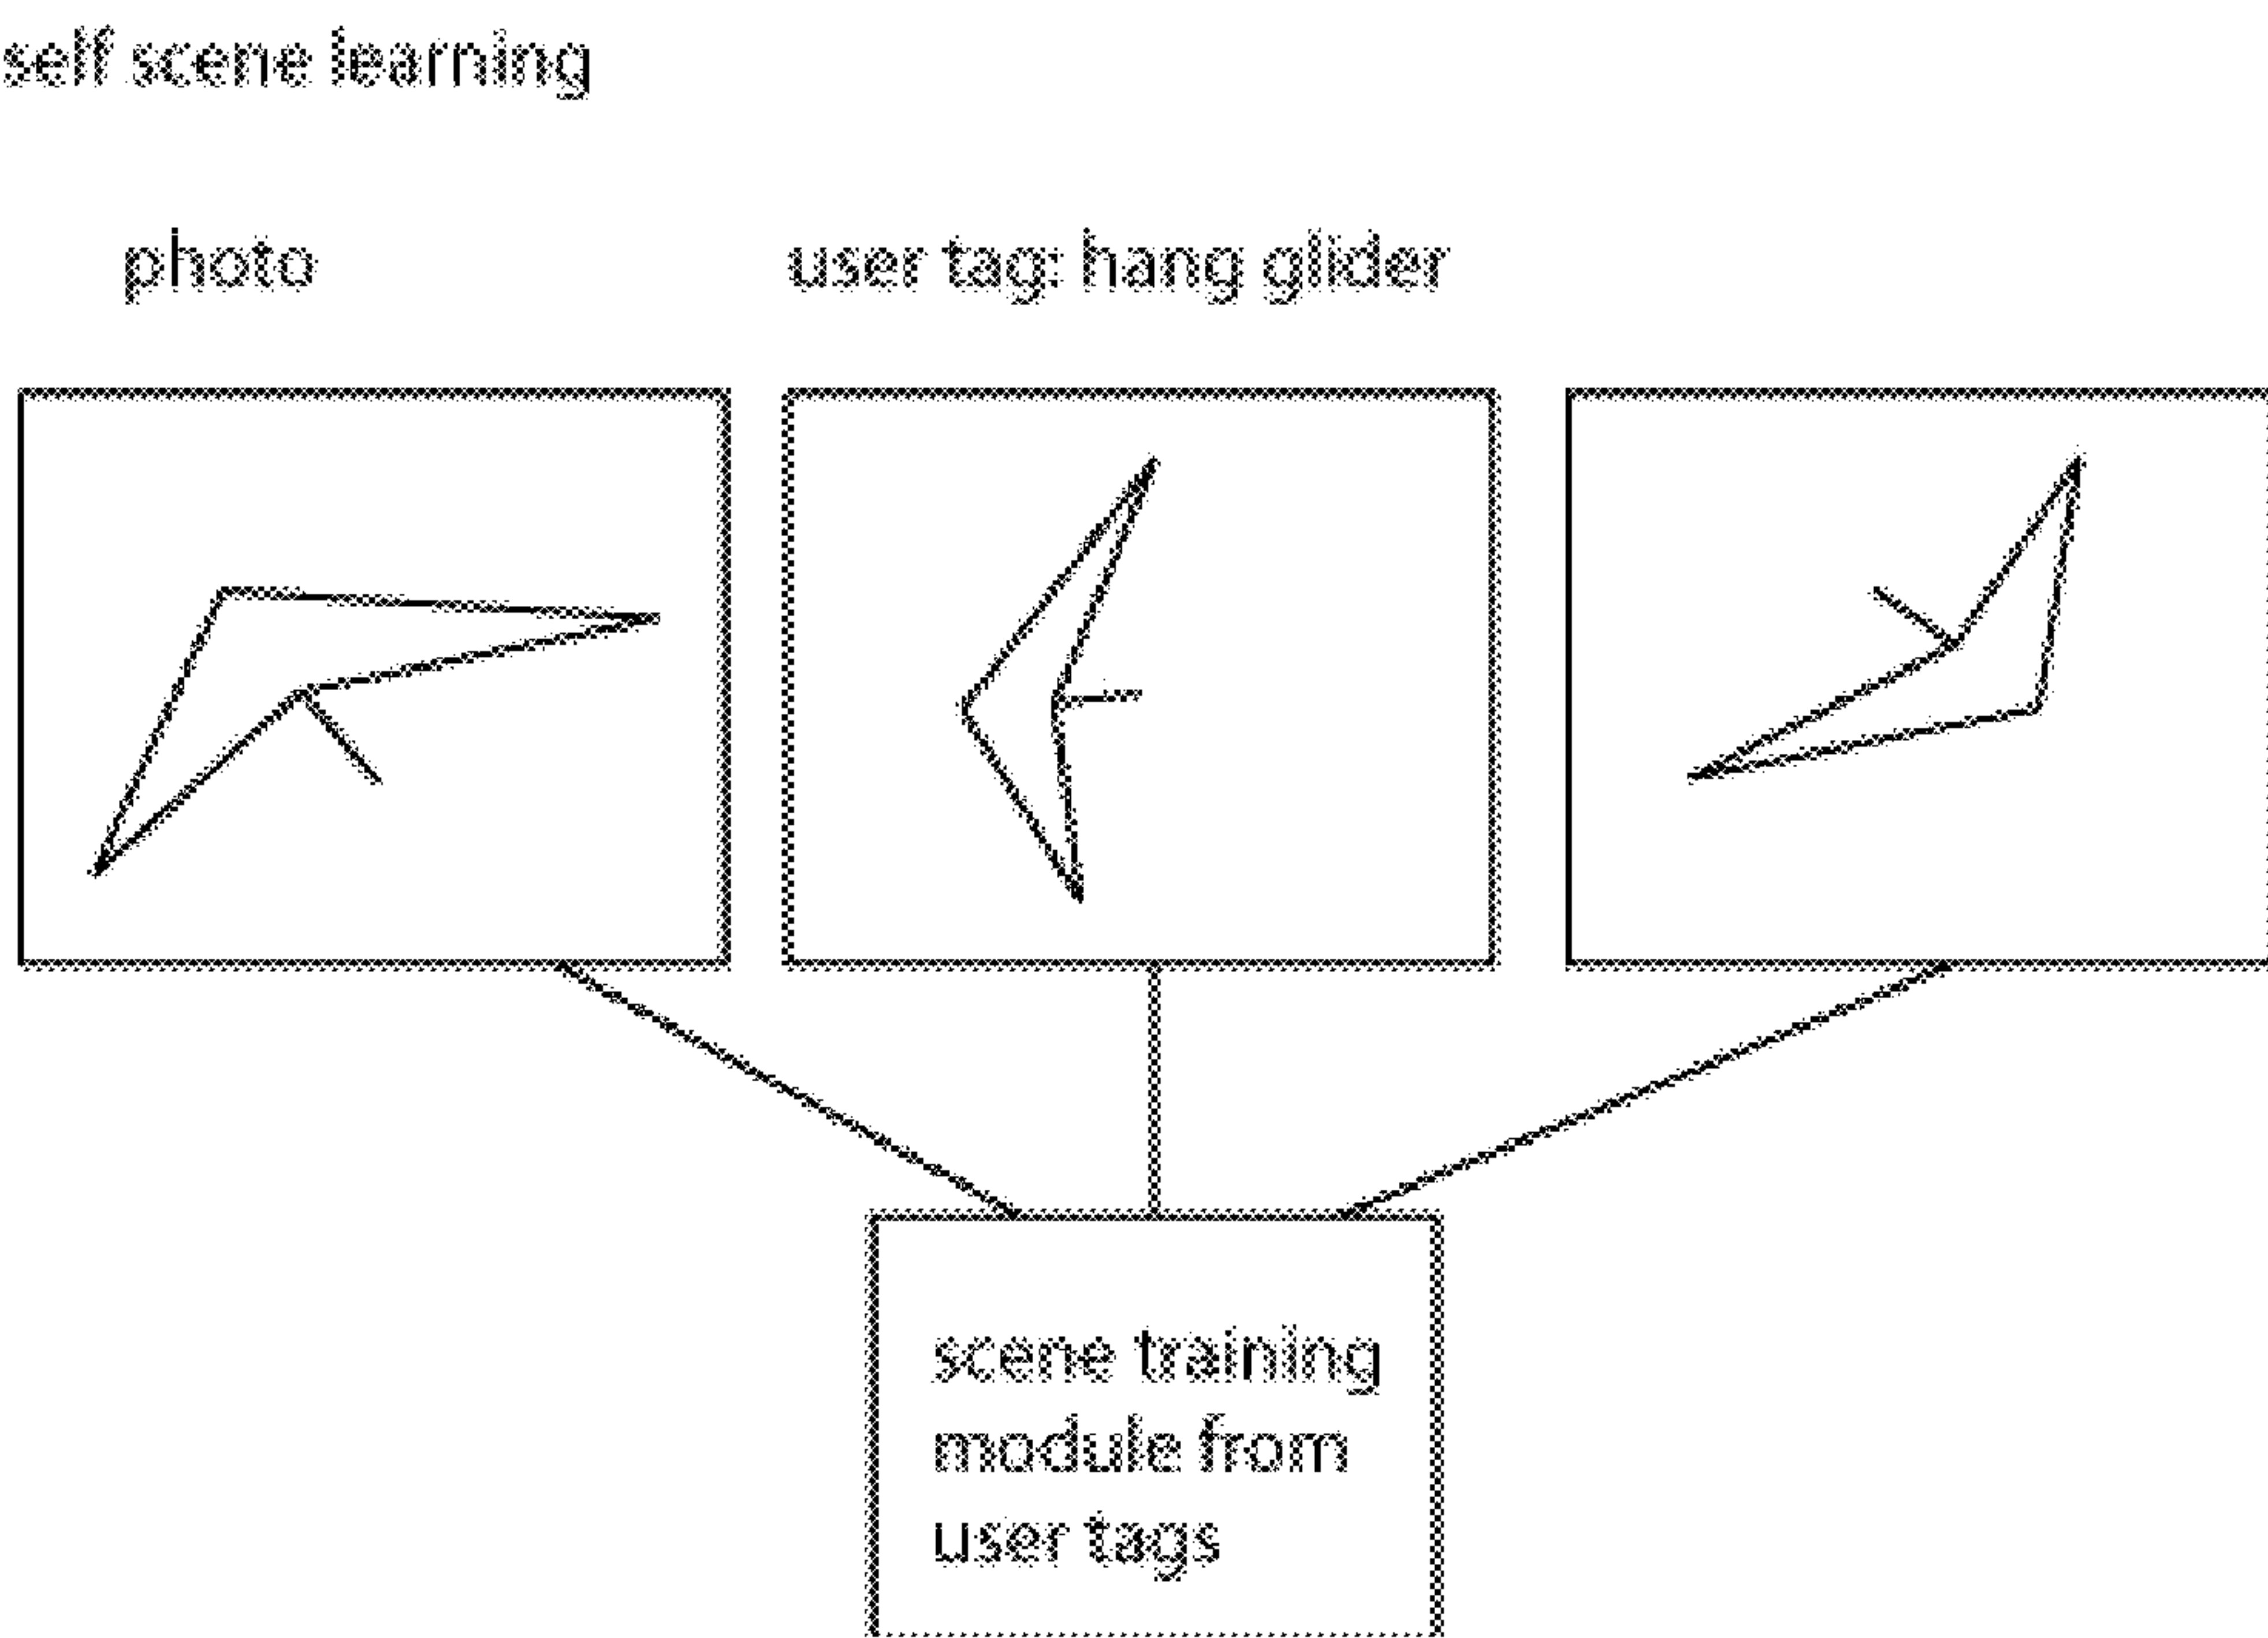 self scene learning
photo
user tag: hang glider
scene training
module from
user tags